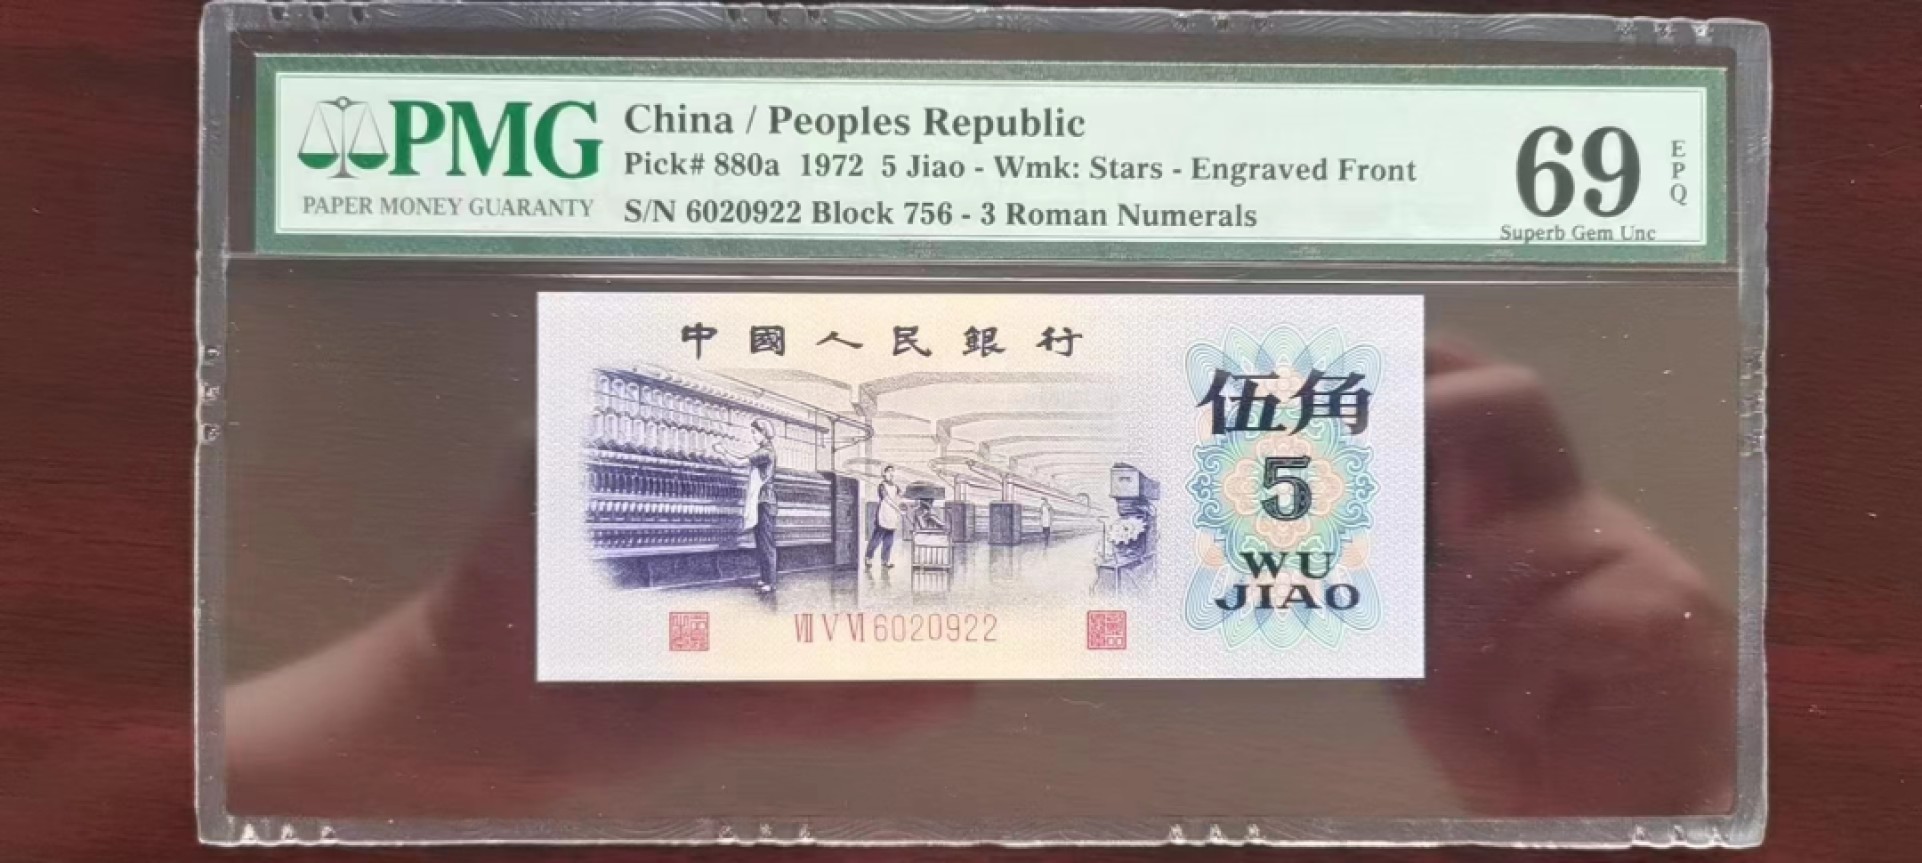 PMG
PAPER MONEY GUARANTY
China / Peoples Republic
Pick# 880a 1972 5 Jiao - Wmk: Stars - Engraved Front
S/N 6020922 Block 756 - 3 Roman Numerals
69
EPQ
Superb Gem Unc
中國人民銀行
伍角
5
WU
JIAO
Ⅶ Ⅴ Ⅵ 6020922